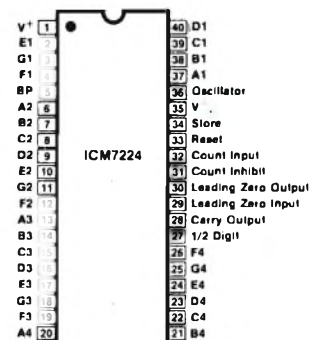 V+ 1 40 D1
E1 2 39 C1
G1 3 38 B1
F1 4 37 A1
BP 5 36 Oscillator
A2 6 35 V
B2 7 34 Store
C2 8 33 Reset
D2 9 ICM7224 32 Count Input
E2 10 31 Count Inhibit
G2 11 30 Leading Zero Output
F2 12 29 Leading Zero Input
A3 13 28 Carry Output
B3 14 27 1/2 Digit
C3 15 26 F4
D3 16 25 G4
E3 17 24 E4
G3 18 23 D4
F3 19 22 C4
A4 20 21 B4